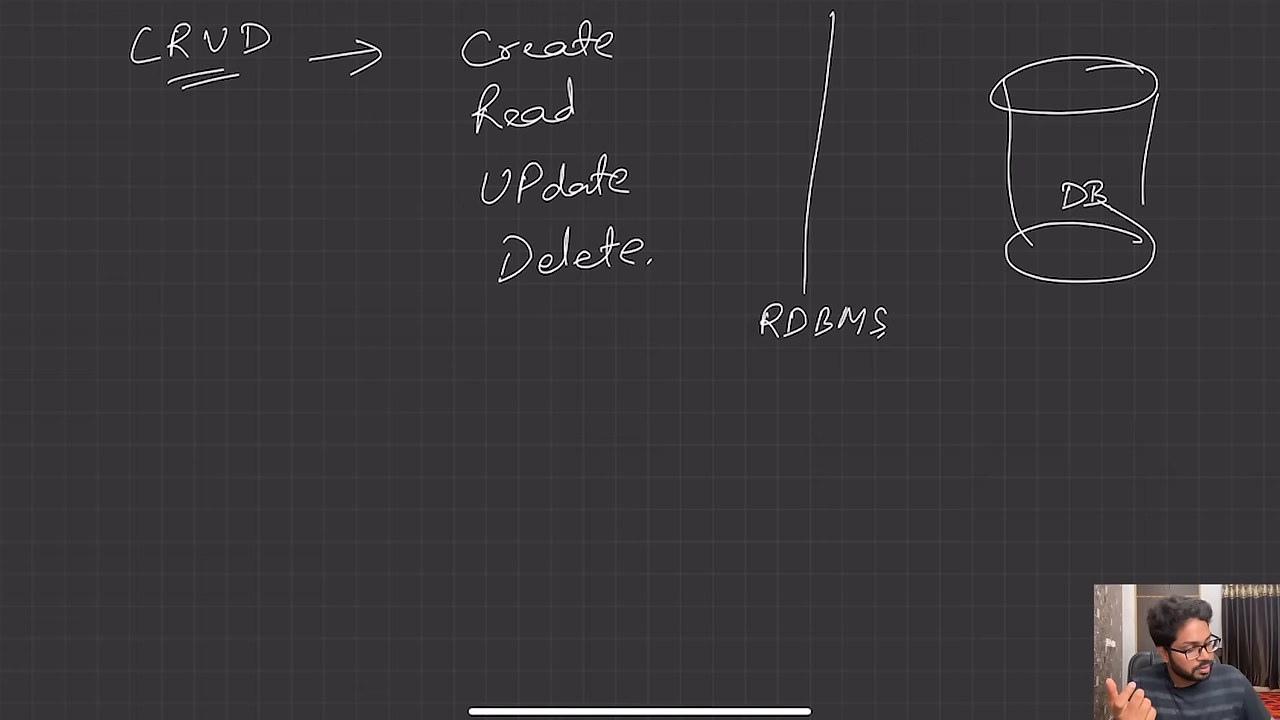 CRUD → Create
Read
UPdate
Delete.
RDBMS
DB